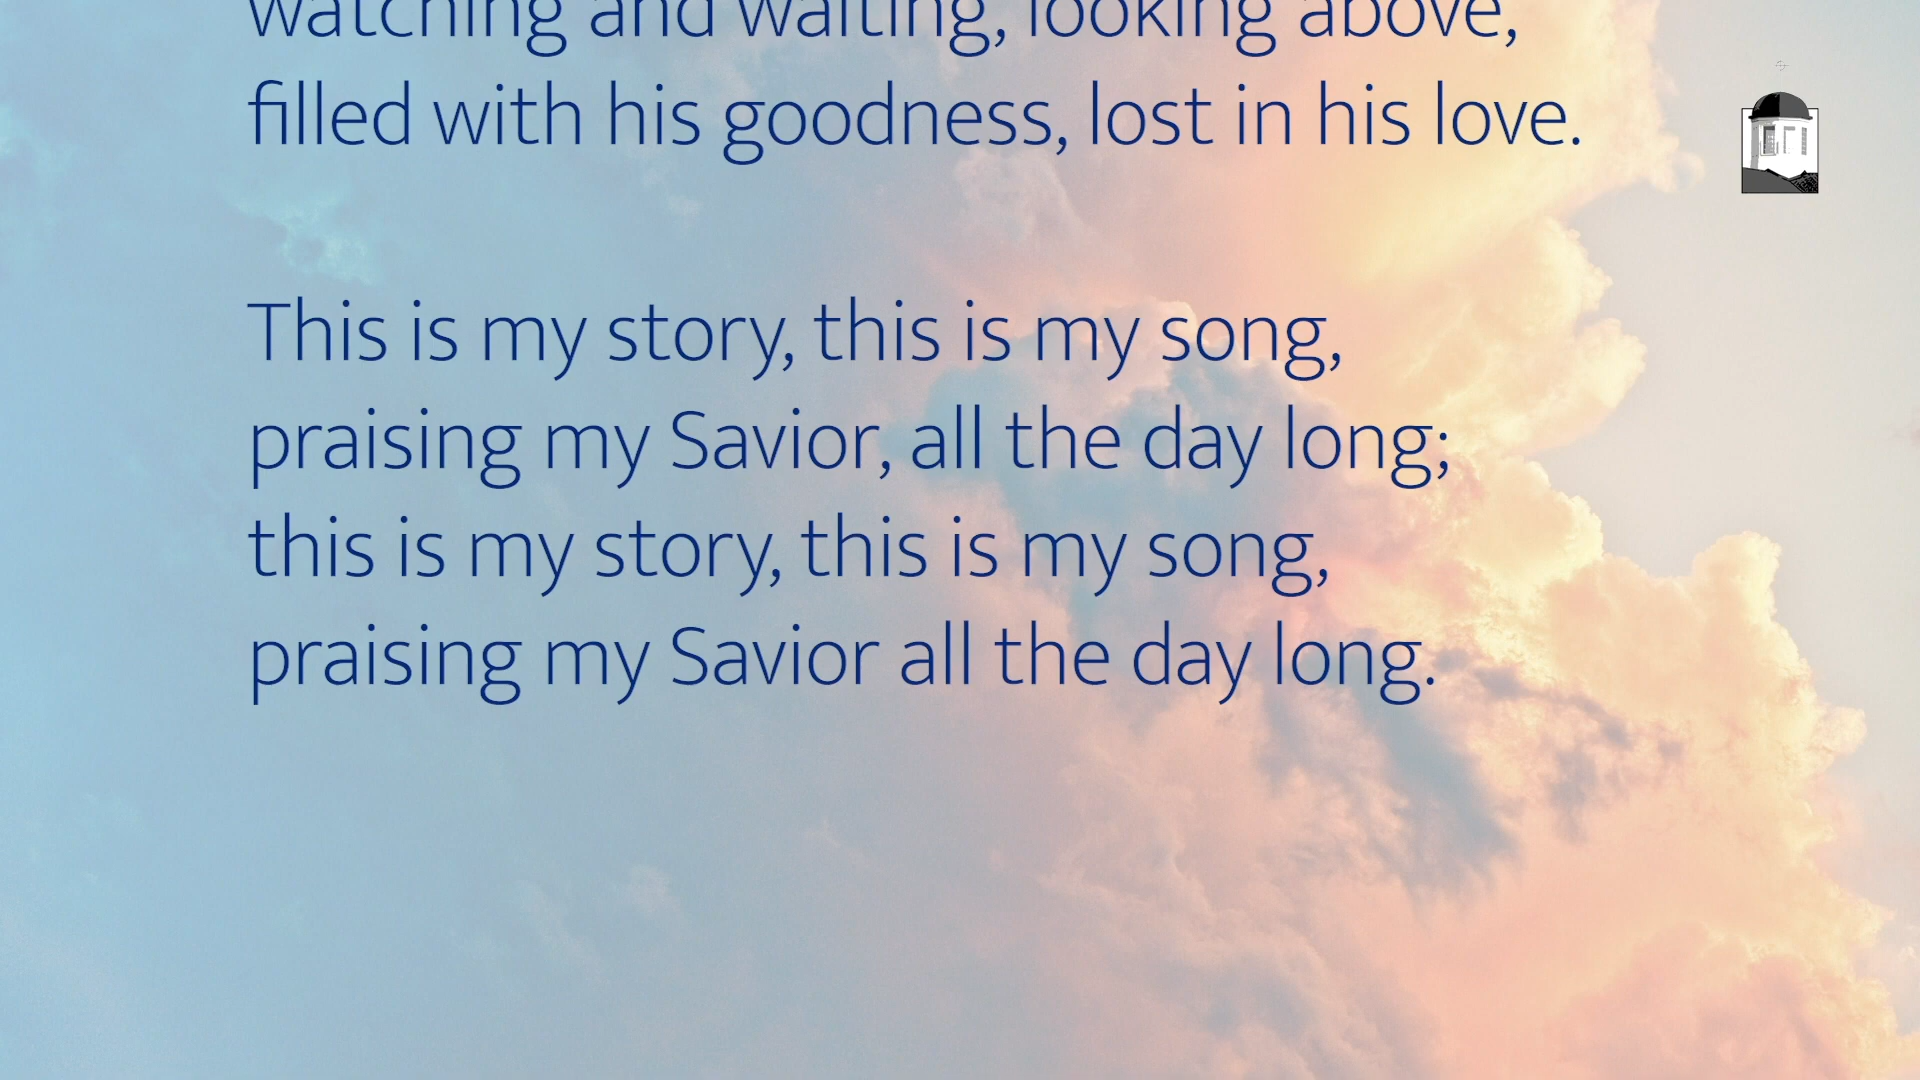 watching and waiting, looking above,
filled with his goodness, lost in his love.
This is my story, this is my song,
praising my Savior, all the day long;
this is my story, this is my song,
praising my Savior all the day long.